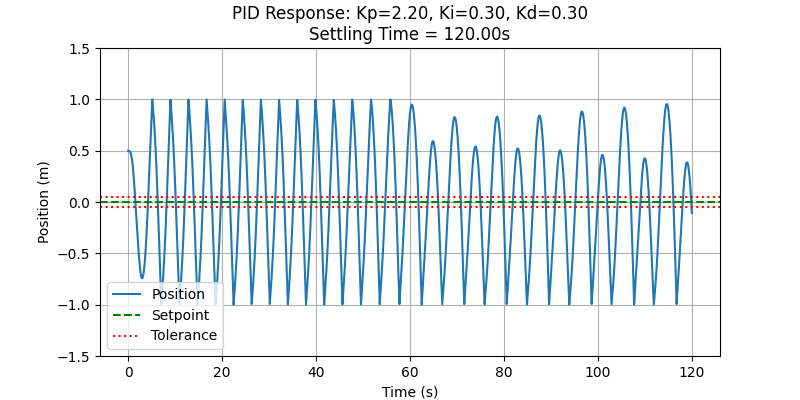 PID Response: Kp=2.20, Ki=0.30, Kd=0.30
Settling Time = 120.00s
1.5
1.0
0.5
0.0
−0.5
−1.0
−1.5
Position (m)
Position
Setpoint
Tolerance
0
20
40
60
80
100
120
Time (s)